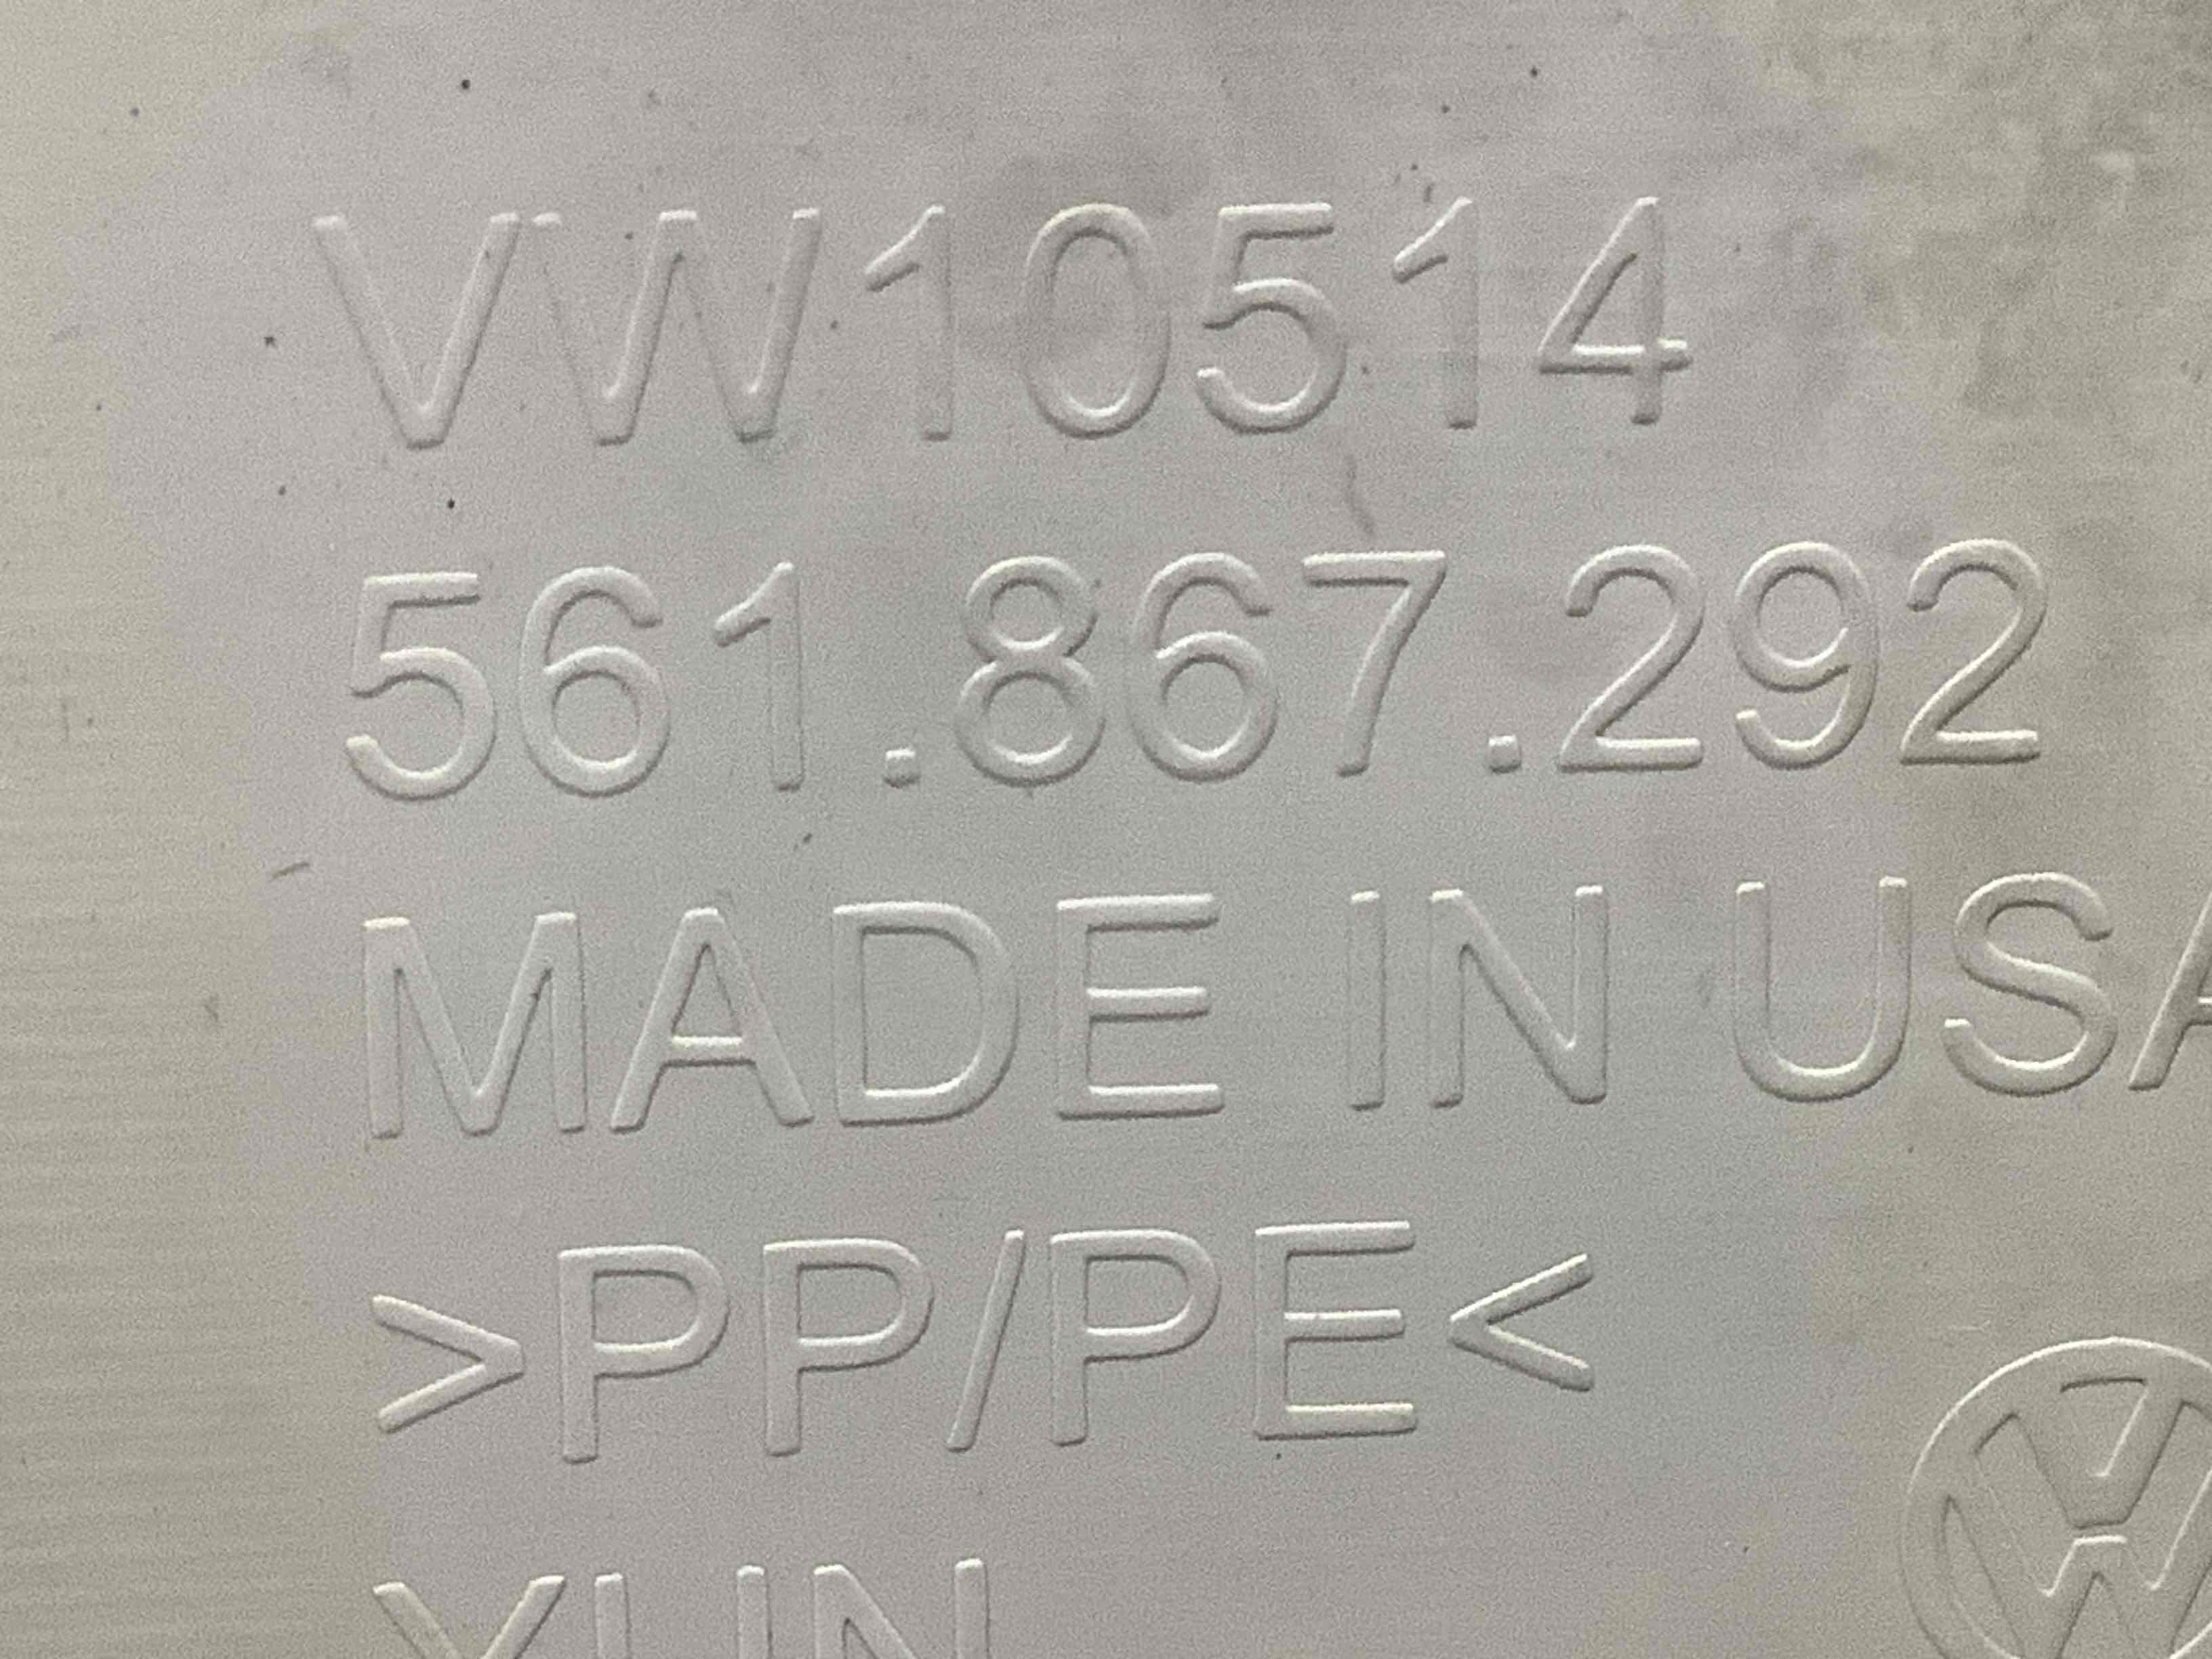 VW10514
561.867.292
MADE IN USA
>PP/PE<